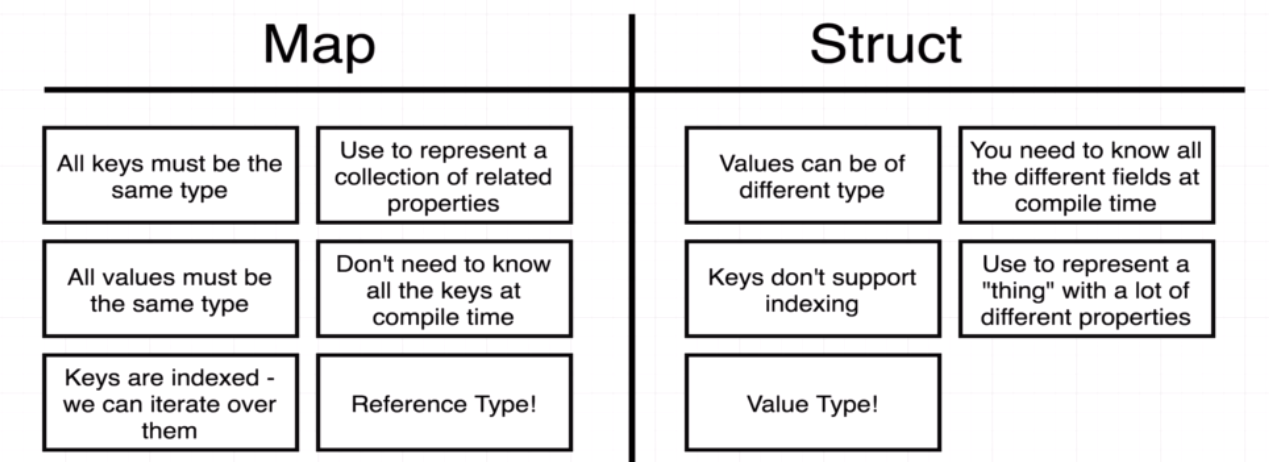 Map
Struct
All keys must be the
same type
Use to represent a
collection of related
properties
Values can be of
different type
You need to know all
the different fields at
compile time
All values must be
the same type
Don't need to know
all the keys at
compile time
Keys don't support
indexing
Use to represent a
"thing" with a lot of
different properties
Keys are indexed -
we can iterate over
them
Reference Type!
Value Type!